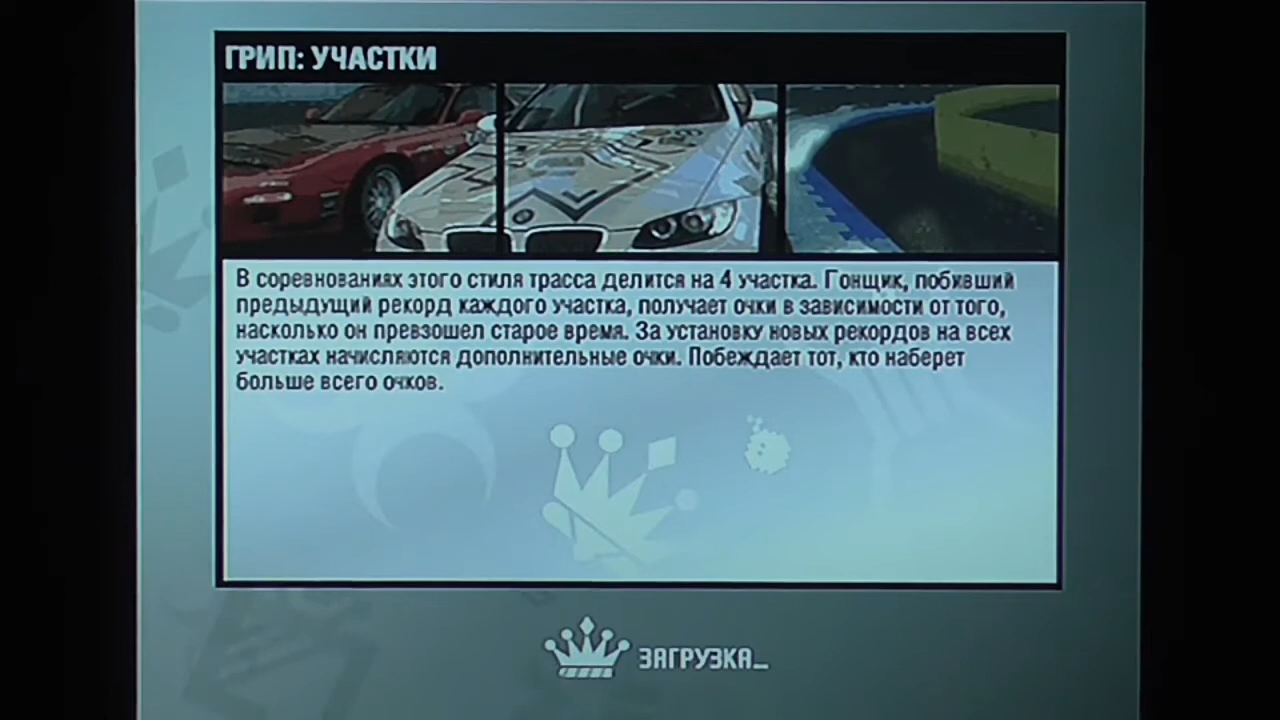 ГРИП: УЧАСТКИ
В соревнованиях этого стиля трасса делится на 4 участка. Гонщик, побивший
предыдущий рекорд каждого участка, получает очки в зависимости от того,
насколько он превзошел старое время. За установку новых рекордов на всех
участках начисляются дополнительные очки. Побеждает тот, кто наберет
больше всего очков.
ЗАГРУЗКА...